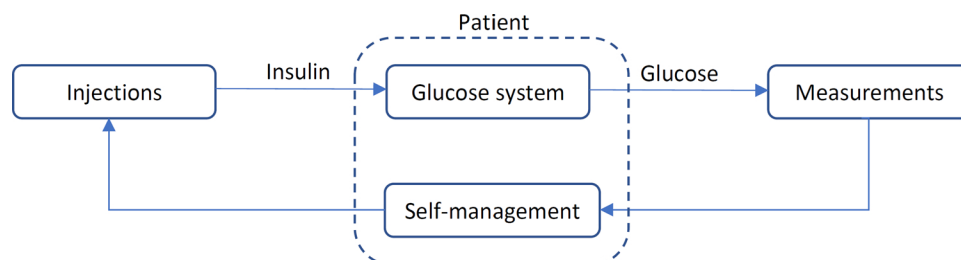 Patient
Insulin
Glucose
Injections
Glucose system
Measurements
Self-management